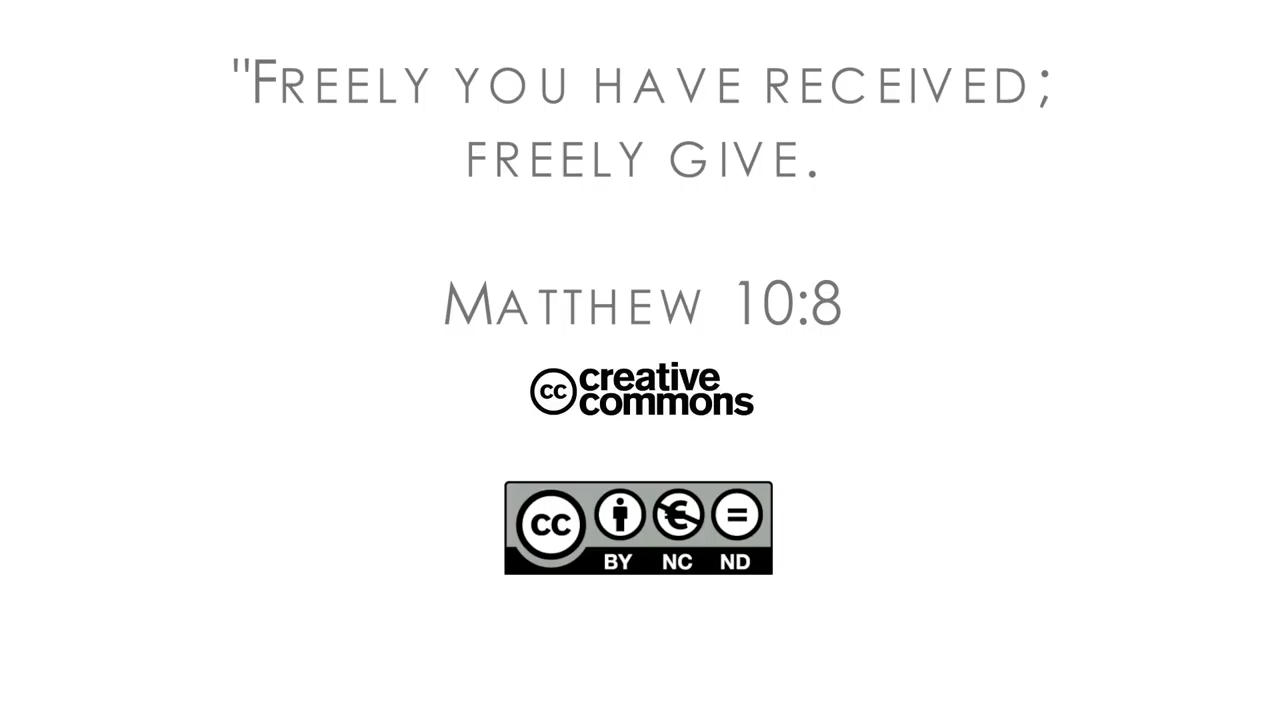 "FREELY YOU HAVE RECEIVED;
FREELY GIVE.
MATTHEW 10:8
cc creative
commons
cc BY NC ND